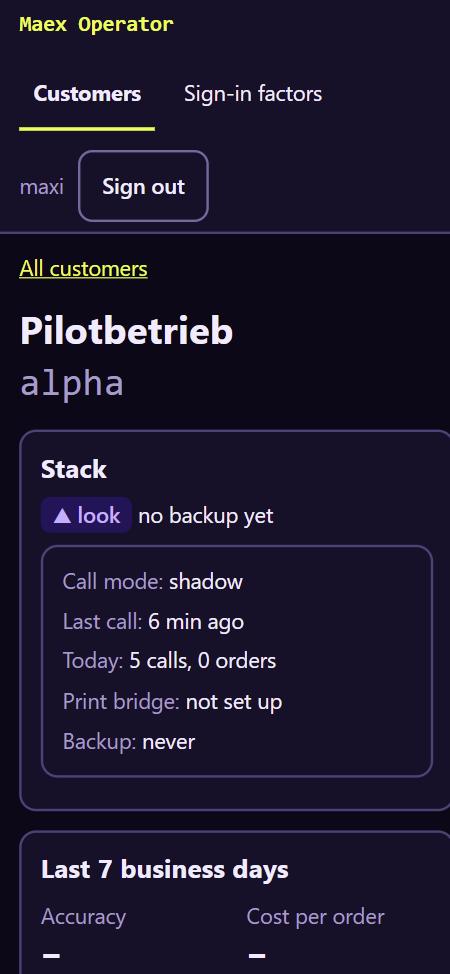 Maex Operator
Customers Sign-in factors
maxi Sign out
All customers
Pilotbetrieb
alpha
Stack
▲ look no backup yet
Call mode: shadow
Last call: 6 min ago
Today: 5 calls, 0 orders
Print bridge: not set up
Backup: never
Last 7 business days
Accuracy Cost per order
– –